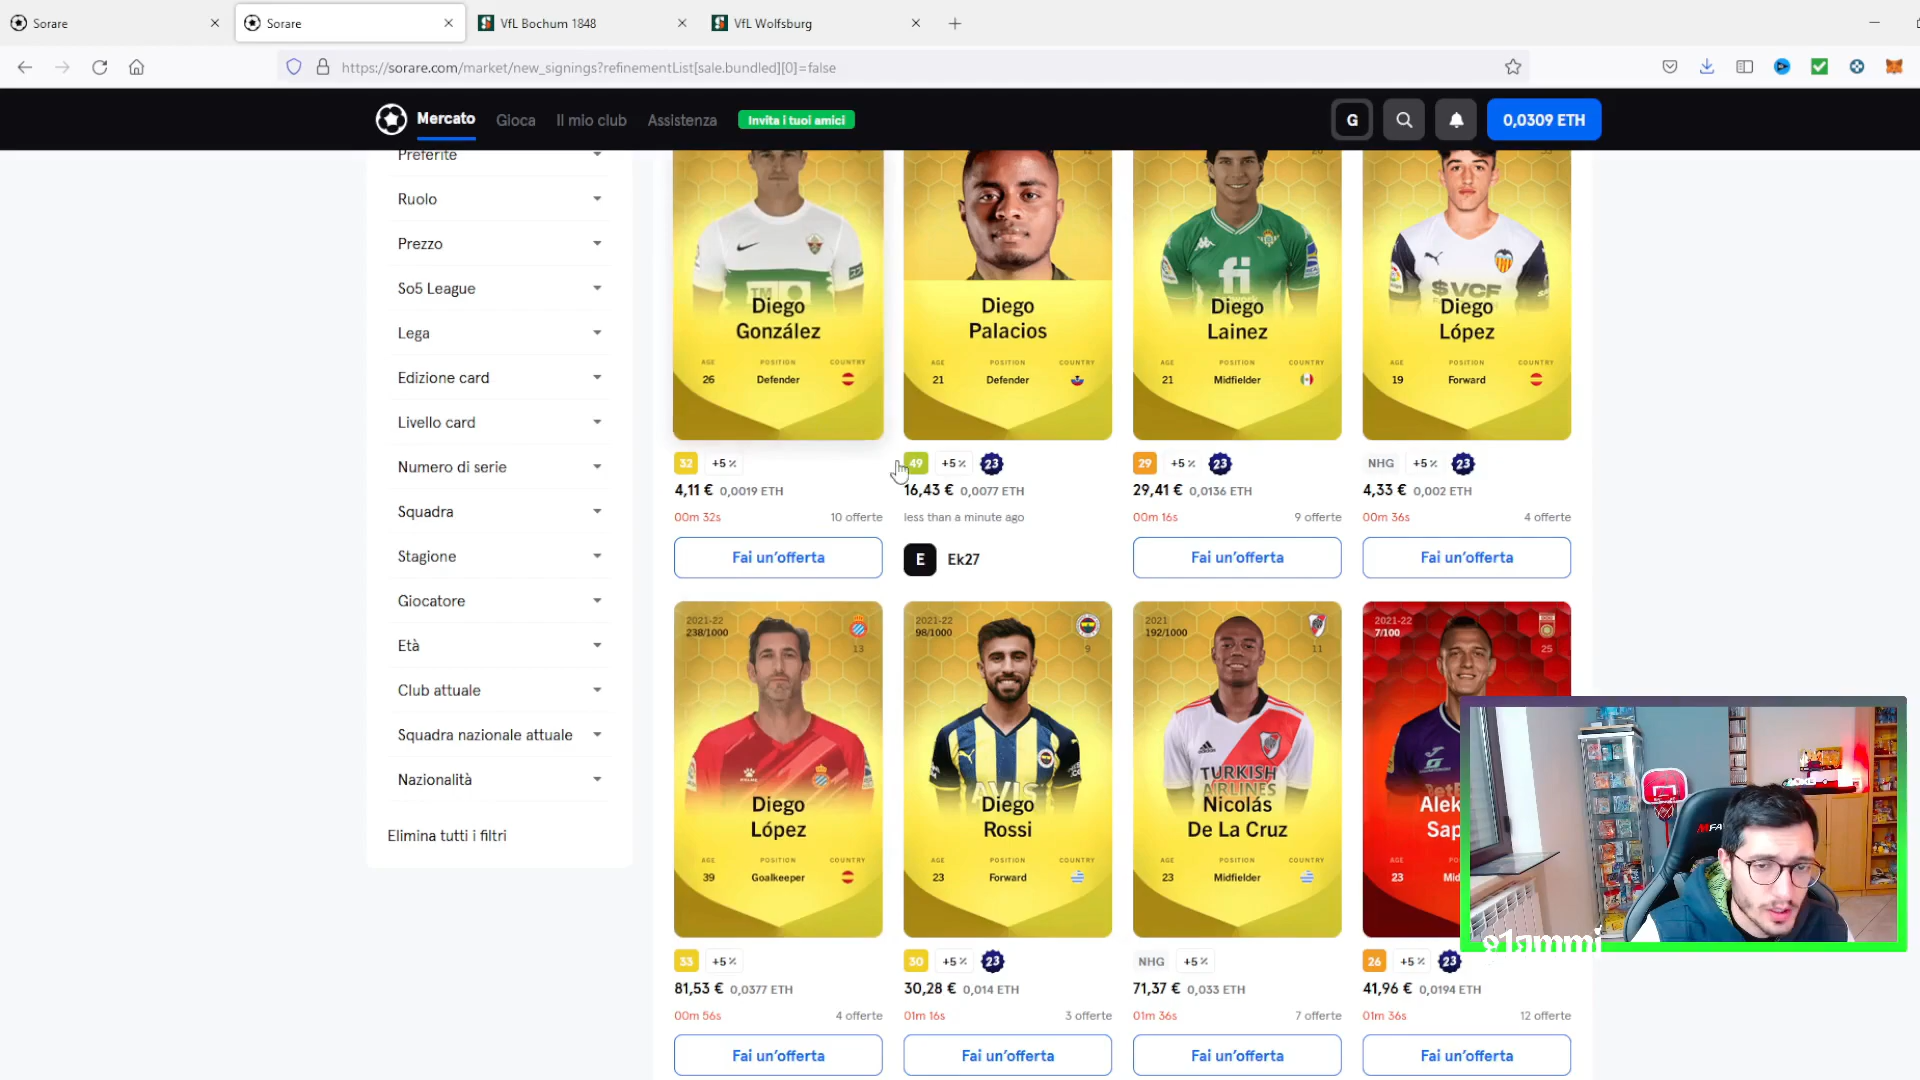 Sorare
Sorare
VfL Bochum 1848
VfL Wolfsburg
https://sorare.com/market/new_signings?refinementList[sale.bundled][0]=false
Mercato
Gioca
Il mio club
Assistenza
Invita i tuoi amici
G
0,0309 ETH
Preferite
Ruolo
Prezzo
So5 League
Lega
Edizione card
Livello card
Numero di serie
Squadra
Stagione
Giocatore
Età
Club attuale
Squadra nazionale attuale
Nazionalità
Elimina tutti i filtri
Diego
González
AGE POSITION COUNTRY
26 Defender
32 +5%
4,11 € 0,0019 ETH
00m 32s 10 offerte
Fai un'offerta
Diego
Palacios
AGE POSITION COUNTRY
21 Defender
49 +5% 23
16,43 € 0,0077 ETH
less than a minute ago
E Ek27
fi
Diego
Lainez
AGE POSITION COUNTRY
21 Midfielder
29 +5% 23
29,41 € 0,0136 ETH
00m 16s 9 offerte
Fai un'offerta
$VCF
Diego
López
AGE POSITION COUNTRY
19 Forward
NHG +5% 23
4,33 € 0,002 ETH
00m 36s 4 offerte
Fai un'offerta
2021-22
238/1000
13
Diego
López
AGE POSITION COUNTRY
39 Goalkeeper
33 +5%
81,53 € 0,0377 ETH
00m 56s 4 offerte
Fai un'offerta
2021-22
98/1000
9
AVIS
Diego
Rossi
AGE POSITION COUNTRY
23 Forward
30 +5% 23
30,28 € 0,014 ETH
01m 16s 3 offerte
Fai un'offerta
2021
192/1000
11
TURKISH
AIRLINES
Nicolás
De La Cruz
AGE POSITION COUNTRY
23 Midfielder
NHG +5%
71,37 € 0,033 ETH
01m 36s 7 offerte
Fai un'offerta
2021-22
7/100
25
Alek
Sap
AGE
23 Mid
26 +5% 23
41,96 € 0,0194 ETH
01m 36s 12 offerte
Fai un'offerta
g1ammi